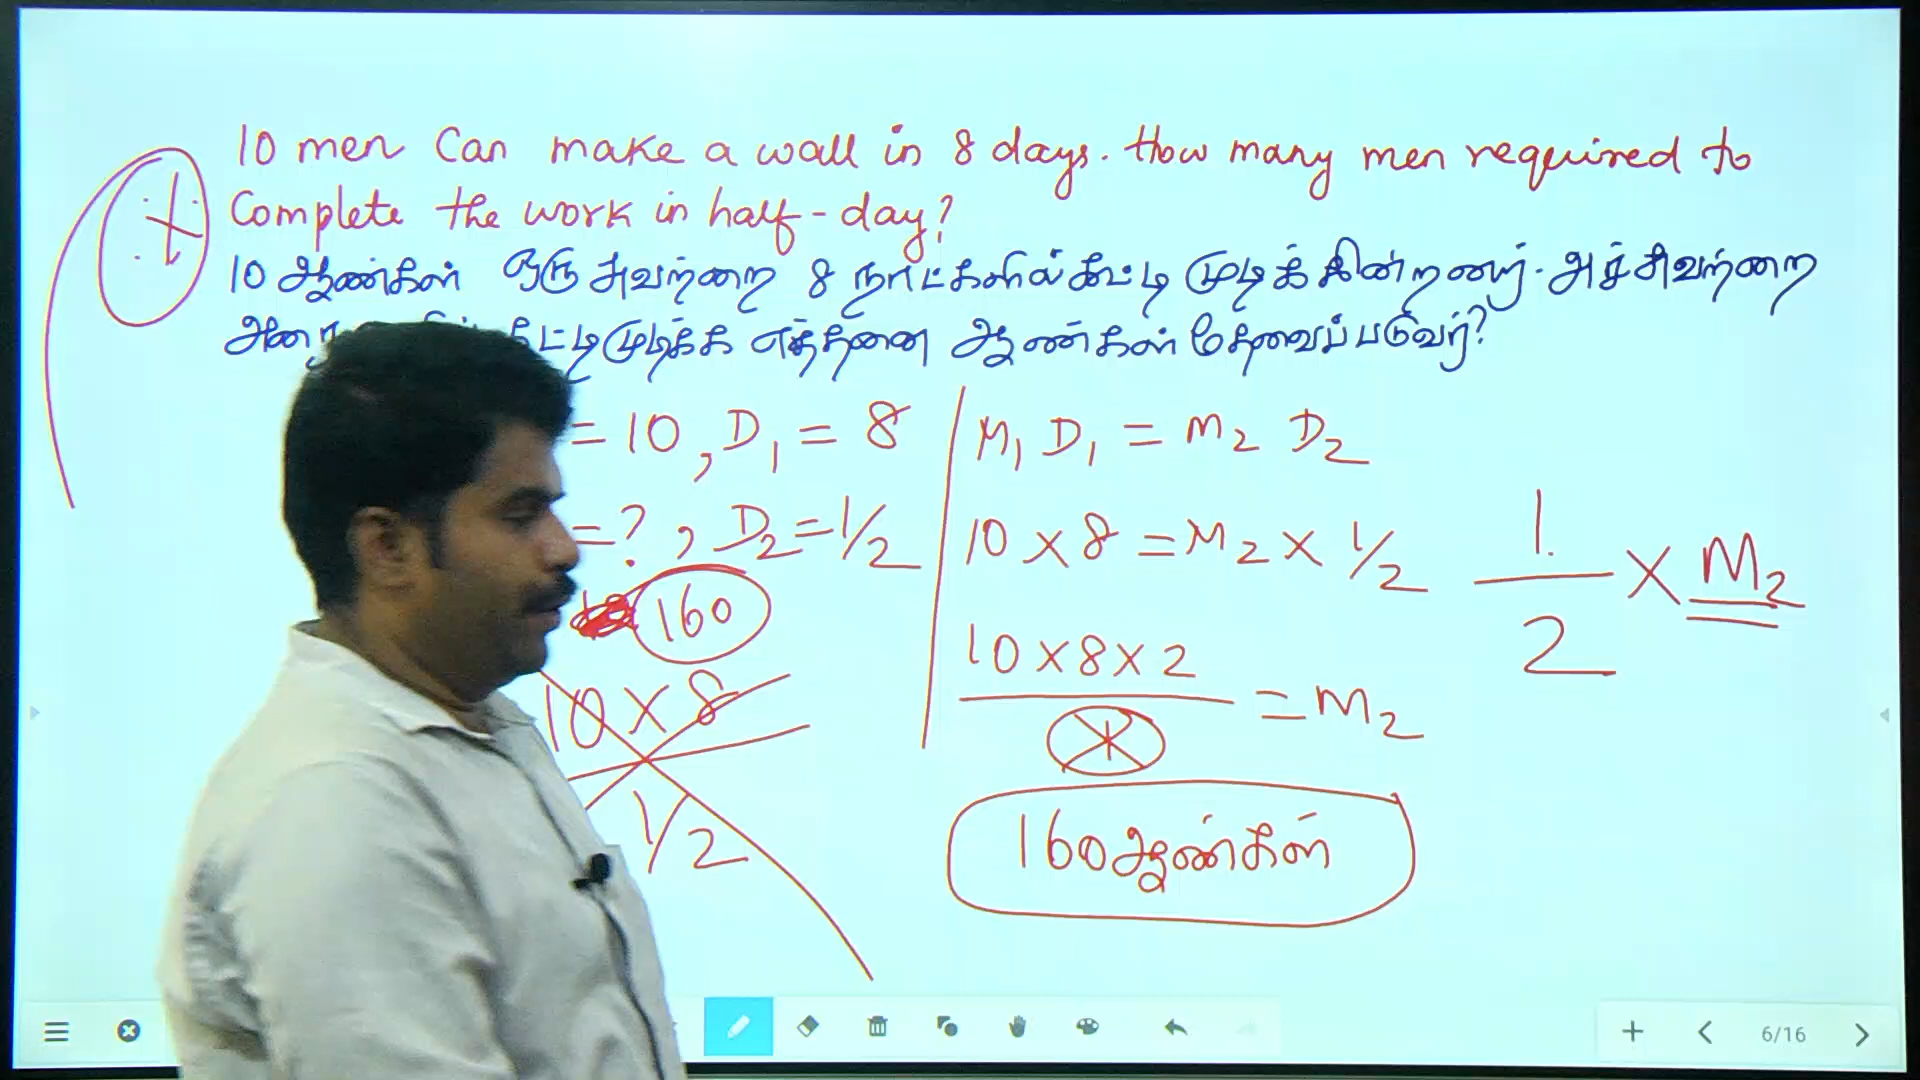 10 men Can make a wall in 8 days. How many men required to
Complete the work in half-day?
10 ஆண்கள் ஒரு சுவற்றை 8 நாட்களில் கட்டி முடிக்கின்றனர். அச்சுவற்றை
கட்டிமுடிக்க எத்தனை ஆண்கள் தேவைப்படுவர்?
= 10, D₁ = 8
= ?, D₂ = 1/2
160
10 × 8
1/2
M₁ D₁ = M₂ D₂
10 × 8 = M₂ × 1/2
10 × 8 × 2
= M₂
1
160 ஆண்கள்
1
× M₂
2
6/16